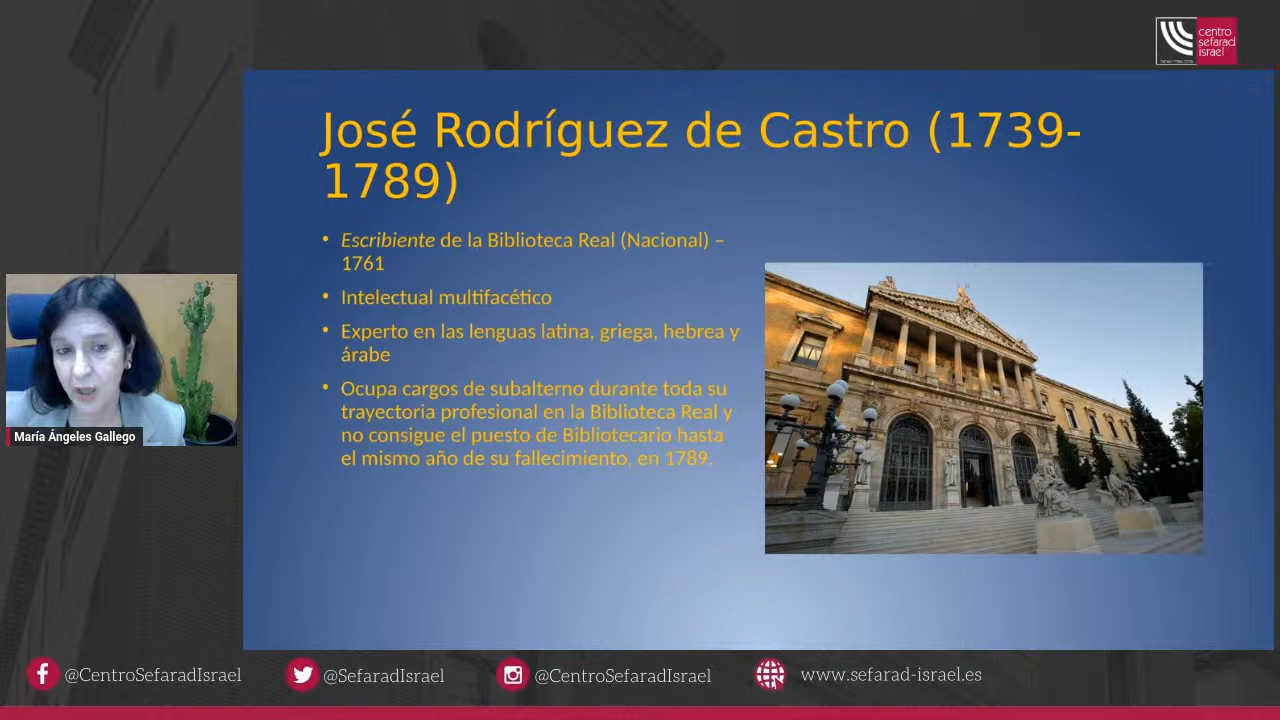 centro
sefarad
israel
José Rodríguez de Castro (1739-
1789)
• Escribiente de la Biblioteca Real (Nacional) –
1761
• Intelectual multifacético
• Experto en las lenguas latina, griega, hebrea y
árabe
• Ocupa cargos de subalterno durante toda su
trayectoria profesional en la Biblioteca Real y
no consigue el puesto de Bibliotecario hasta
el mismo año de su fallecimiento, en 1789.
María Ángeles Gallego
@CentroSefaradIsrael
@SefaradIsrael
@CentroSefaradIsrael
www.sefarad-israel.es